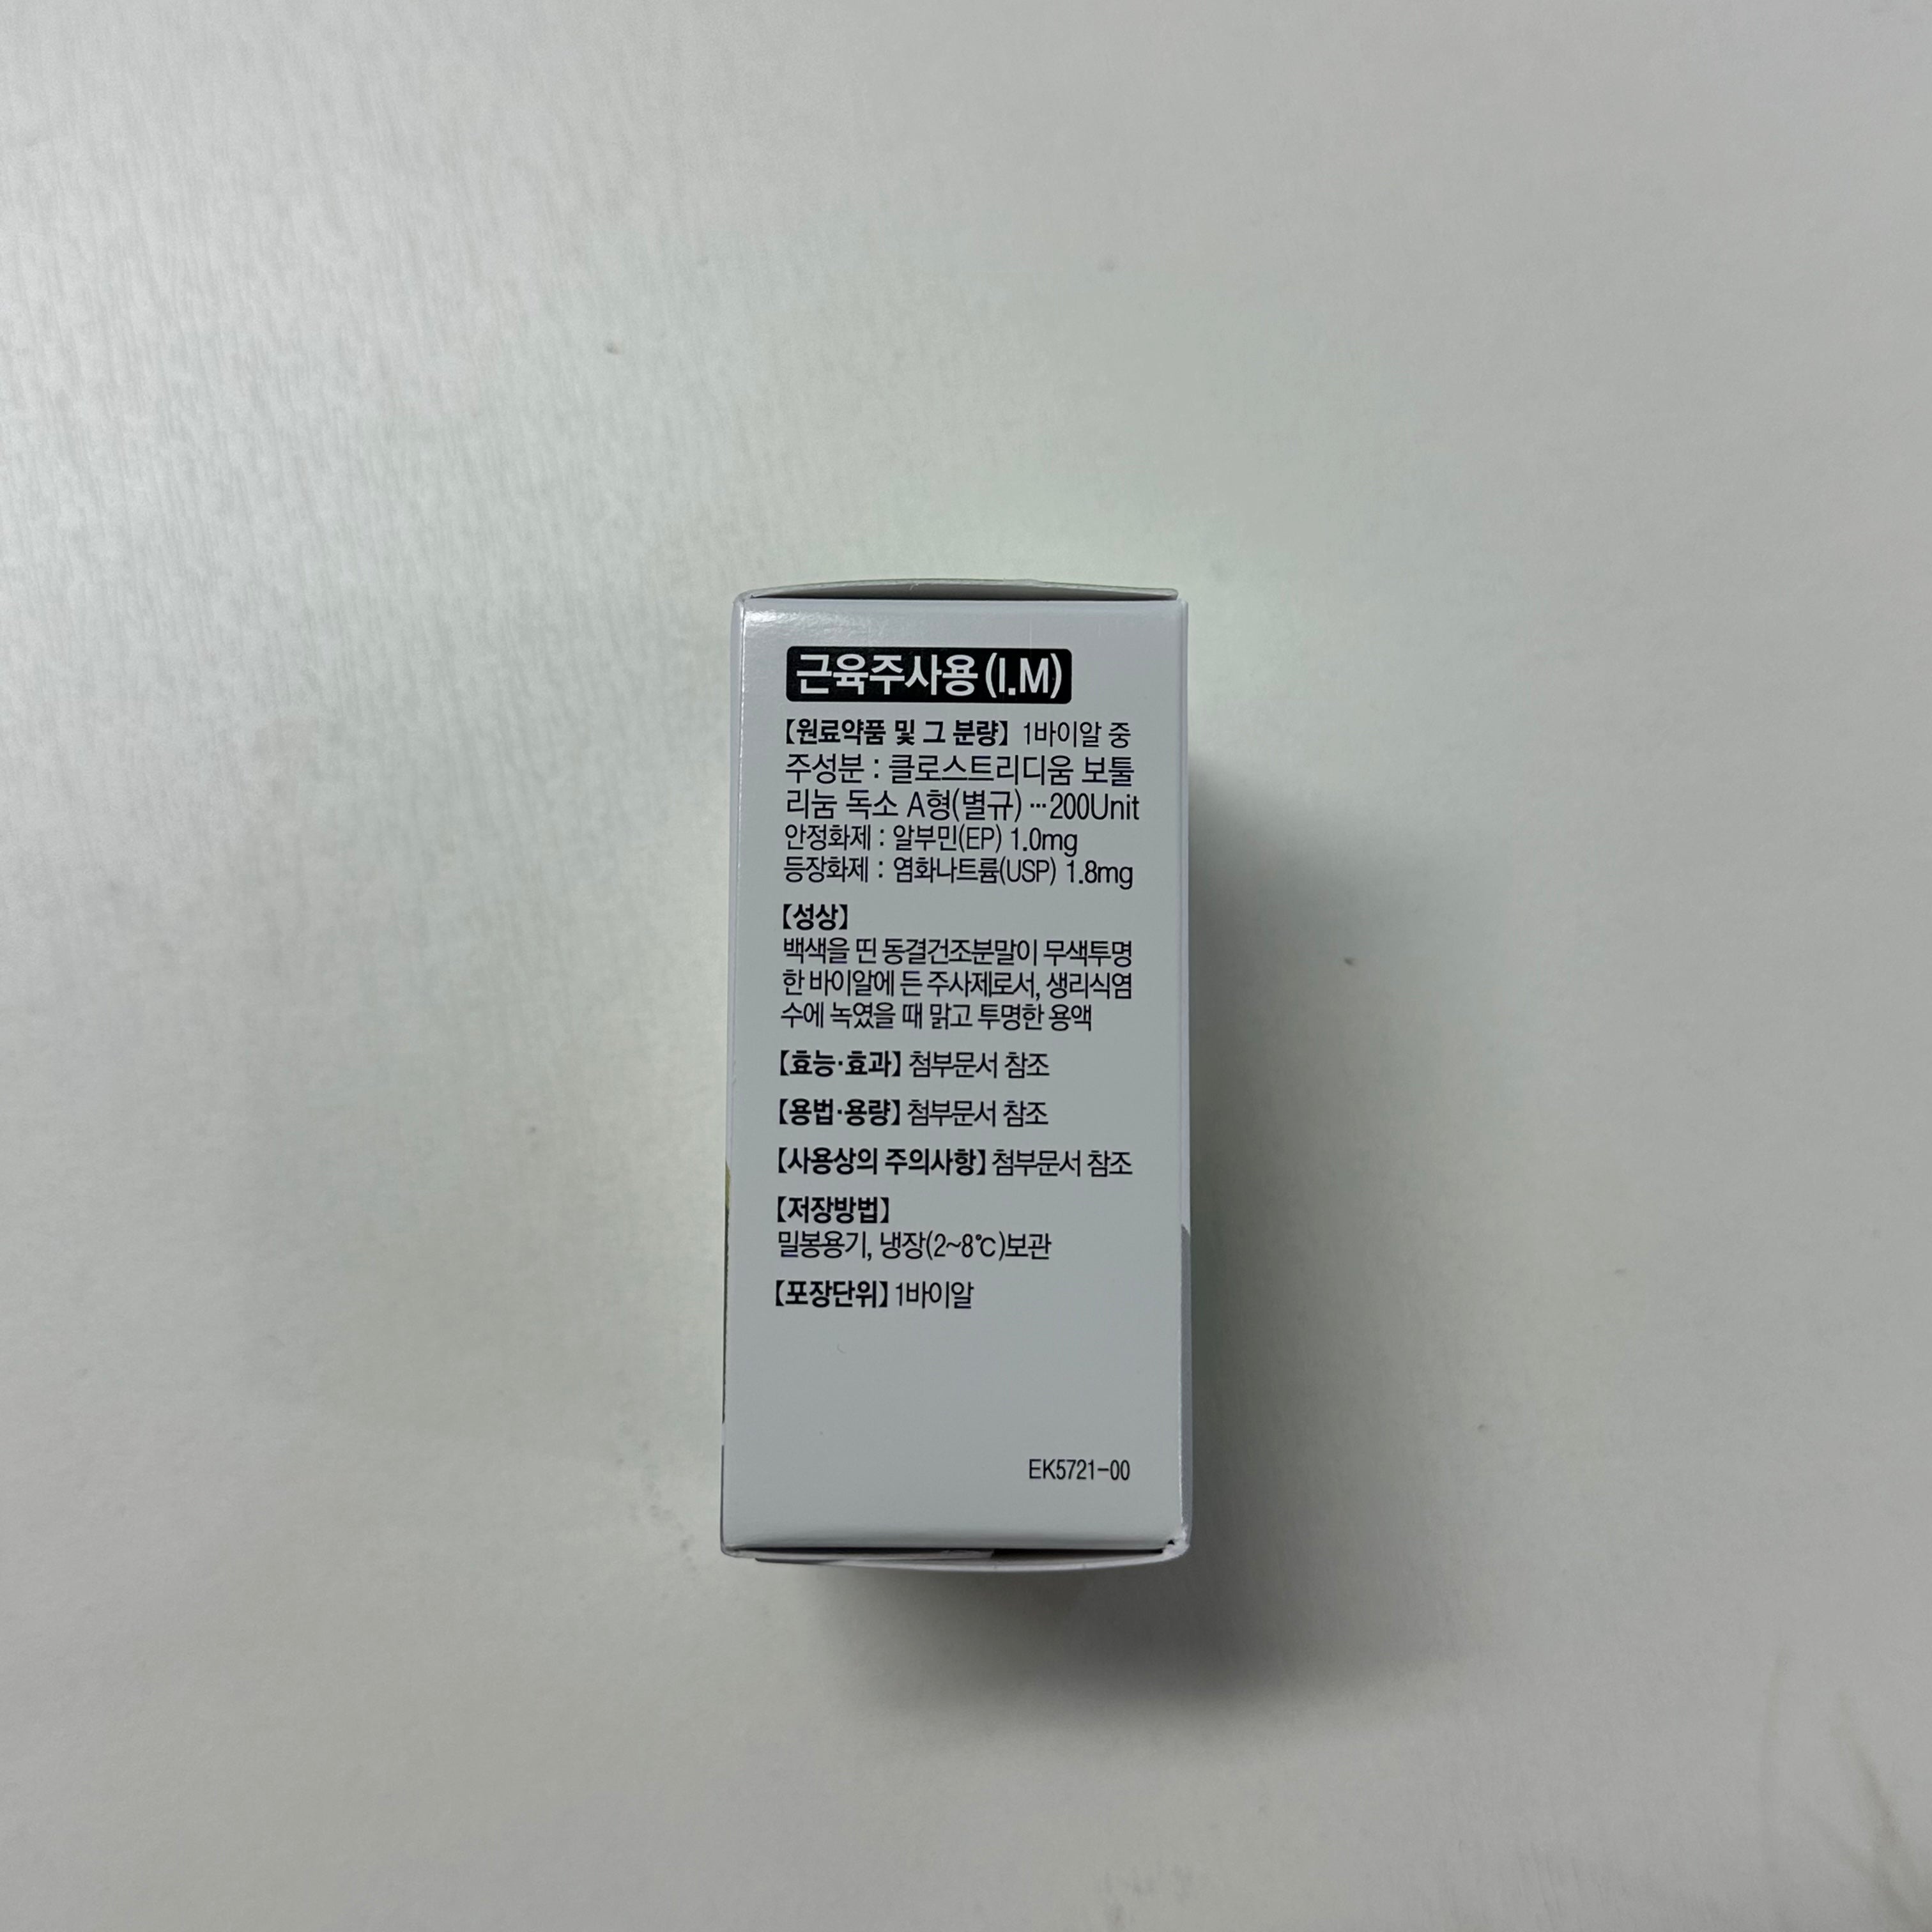 근육주사용(I.M)
【원료약품 및 그 분량】 1바이알 중
주성분 : 클로스트리디움 보툴
리눔 독소 A형(별규) ··· 200Unit
안정화제 : 알부민(EP) 1.0mg
등장화제 : 염화나트륨(USP) 1.8mg
【성상】
백색을 띤 동결건조분말이 무색투명
한 바이알에 든 주사제로서, 생리식염
수에 녹였을 때 맑고 투명한 용액
【효능·효과】 첨부문서 참조
【용법·용량】 첨부문서 참조
【사용상의 주의사항】 첨부문서 참조
【저장방법】
밀봉용기, 냉장(2~8℃)보관
【포장단위】 1바이알
EK5721-00